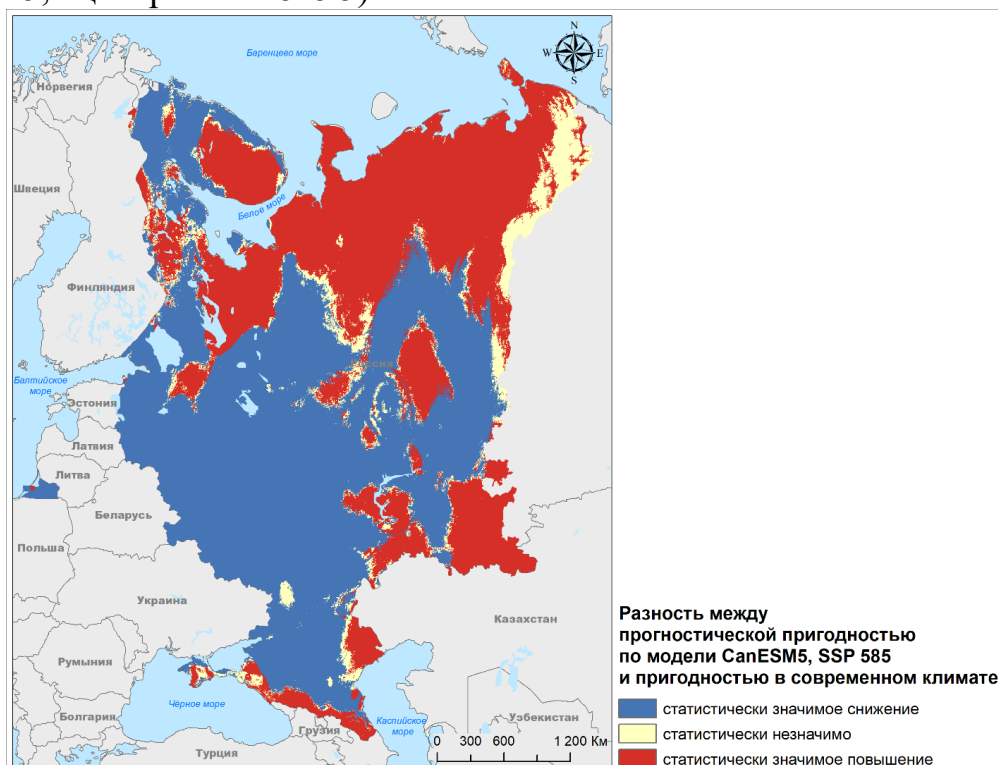 N
W E
S
Баренцево море
Норвегия
Швеция
Белое море
Финляндия
Россия
Балтийское
море
Эстония
Латвия
Литва
Беларусь
Польша
Украина
Казахстан
Румыния
Чёрное море
Болгария
Каспийское
море
Грузия
Узбекистан
Турция
0 300 600 1 200 Км
Разность между
прогностической пригодностью
по модели CanESM5, SSP 585
и пригодностью в современном климате
статистически значимое снижение
статистически незначимо
статистически значимое повышение